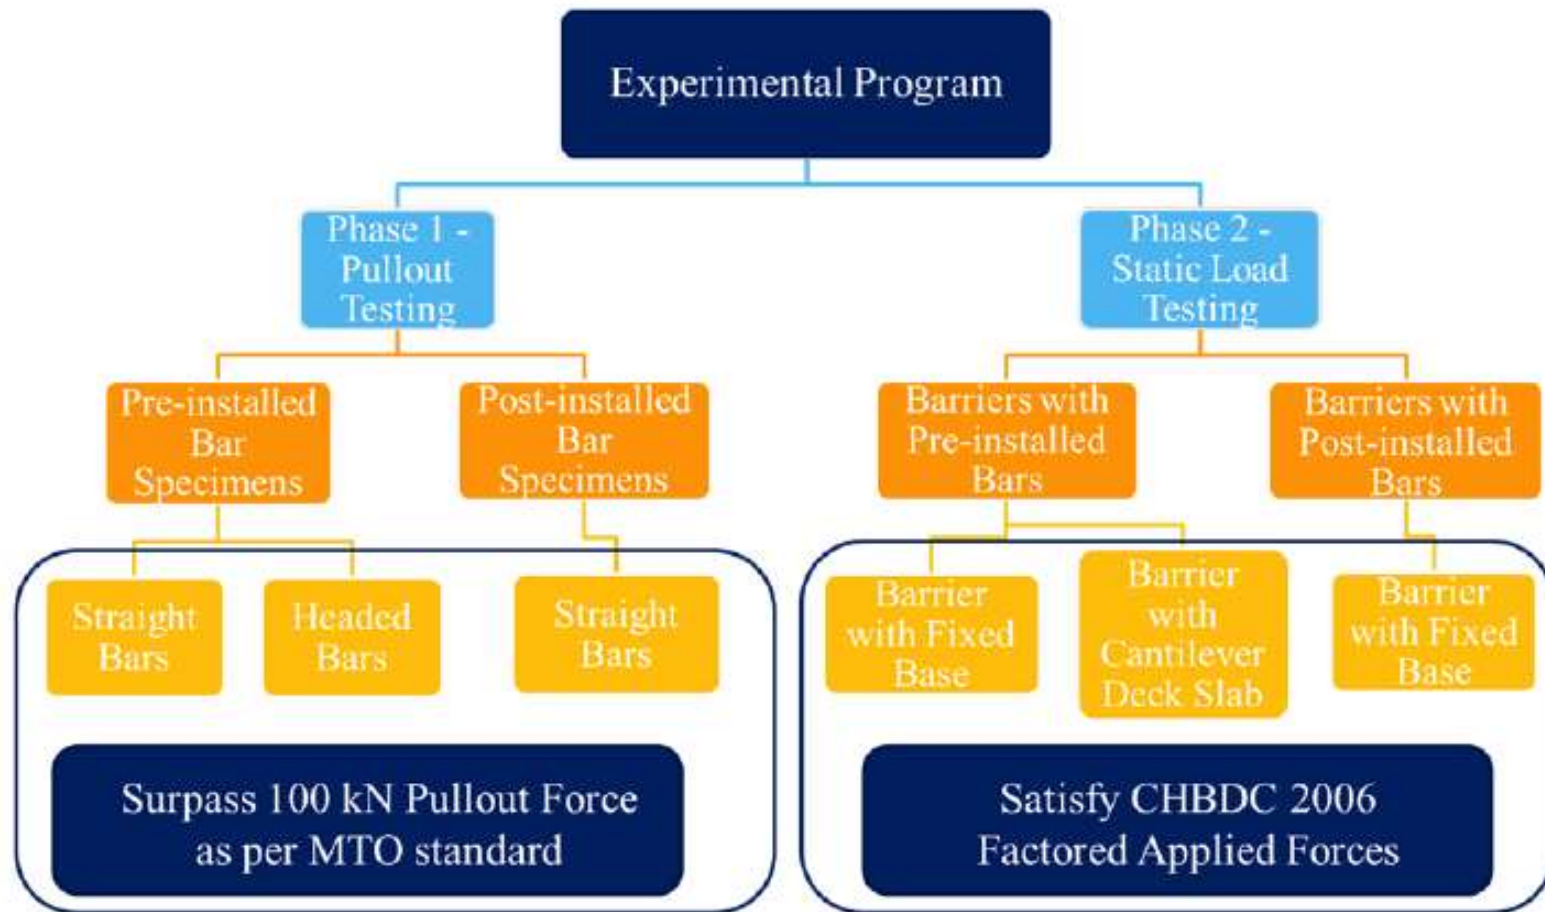 Experimental Program
Phase 1 -
Pullout
Testing
Phase 2 -
Static Load
Testing
Pre-installed
Bar
Specimens
Post-installed
Bar
Specimens
Barriers with
Pre-installed
Bars
Barriers with
Post-installed
Bars
Straight
Bars
Headed
Bars
Straight
Bars
Barrier
with Fixed
Base
Barrier
with
Cantilever
Deck Slab
Barrier
with Fixed
Base
Surpass 100 kN Pullout Force
as per MTO standard
Satisfy CHBDC 2006
Factored Applied Forces